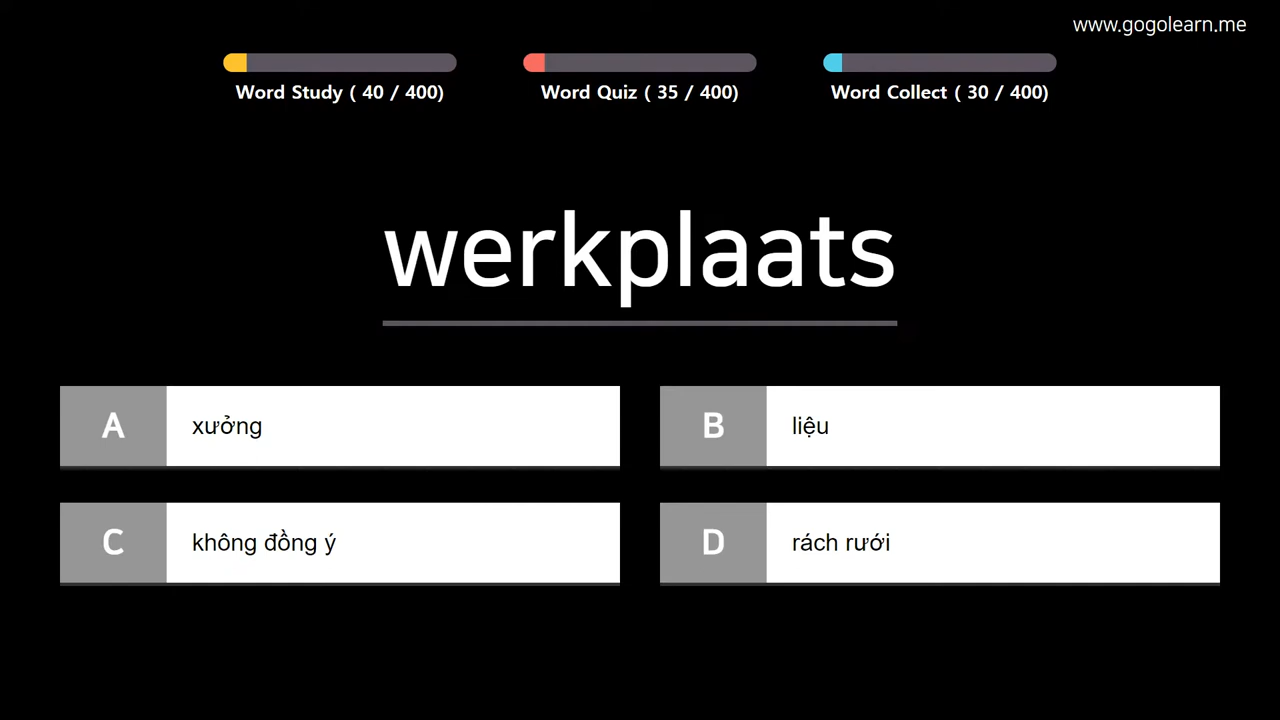 www.gogolearn.me
Word Study ( 40 / 400)
Word Quiz ( 35 / 400)
Word Collect ( 30 / 400)
werkplaats
A xưởng
B liệu
C không đồng ý
D rách rưới